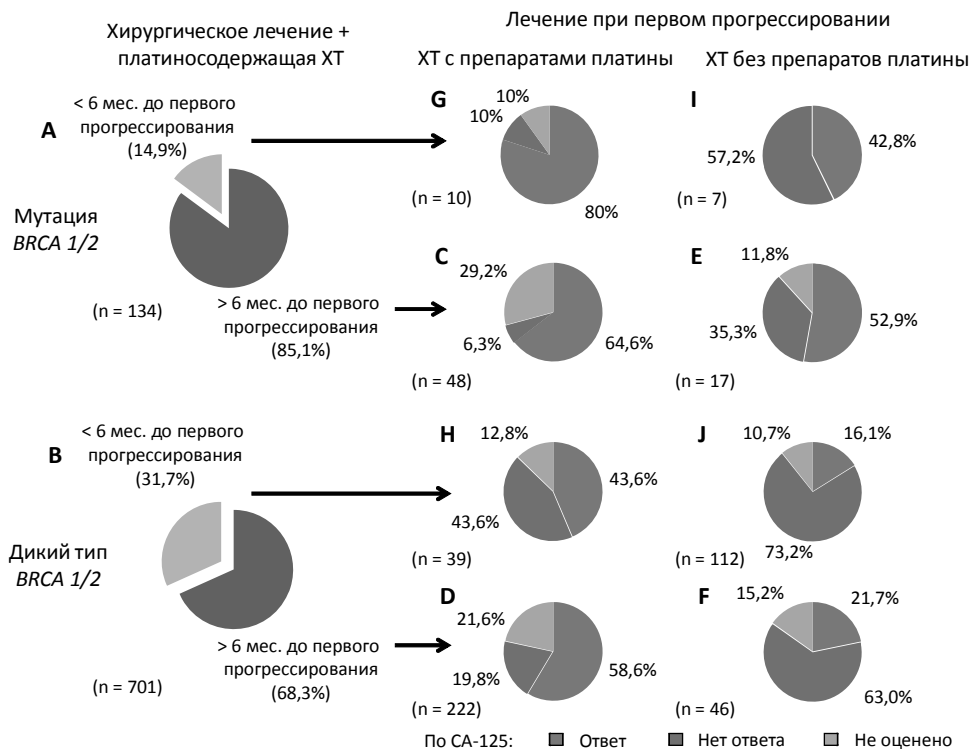 Хирургическое лечение +
платиносодержащая ХТ
Лечение при первом прогрессировании
ХТ с препаратами платины
ХТ без препаратов платины
A
< 6 мес. до первого
прогрессирования
(14,9%)
Мутация
BRCA 1/2
(n = 134)
> 6 мес. до первого
прогрессирования
(85,1%)
G
10%
10%
80%
(n = 10)
I
57,2%
42,8%
(n = 7)
C
29,2%
6,3%
64,6%
(n = 48)
E
11,8%
35,3%
52,9%
(n = 17)
B
< 6 мес. до первого
прогрессирования
(31,7%)
Дикий тип
BRCA 1/2
(n = 701)
> 6 мес. до первого
прогрессирования
(68,3%)
H
12,8%
43,6%
43,6%
(n = 39)
J
10,7%
16,1%
73,2%
(n = 112)
D
21,6%
19,8%
58,6%
(n = 222)
F
15,2%
21,7%
63,0%
(n = 46)
По CA-125: Ответ Нет ответа Не оценено